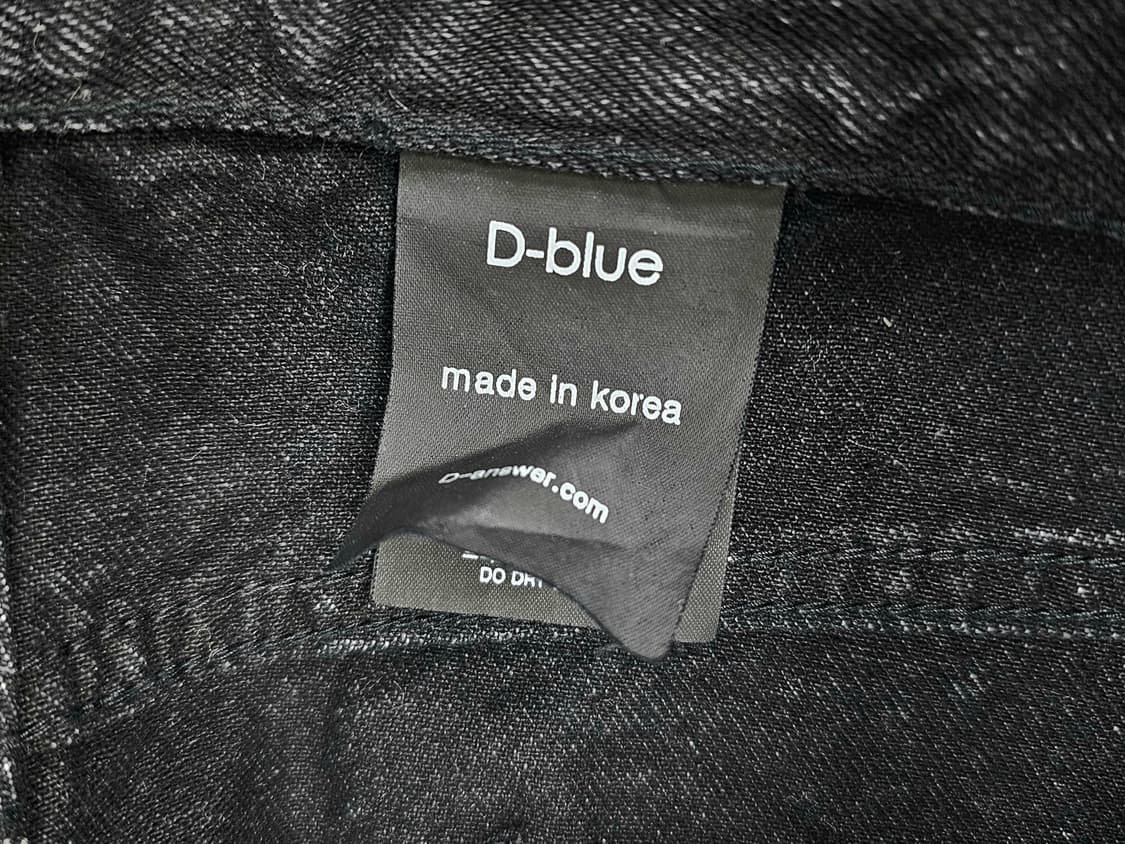 D-blue
made in korea
D-answer.com
DO DRY